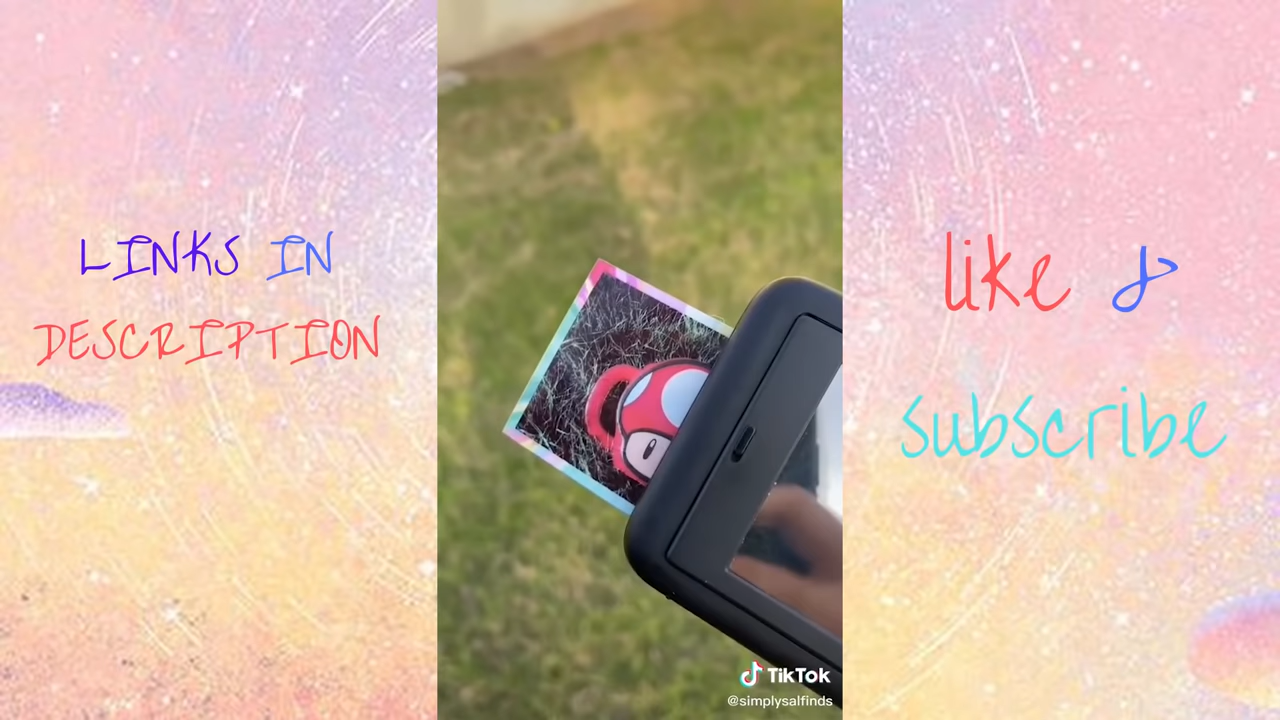 LINKS IN
DESCRIPTION
like &
subscribe
TikTok
@simplysalfinds